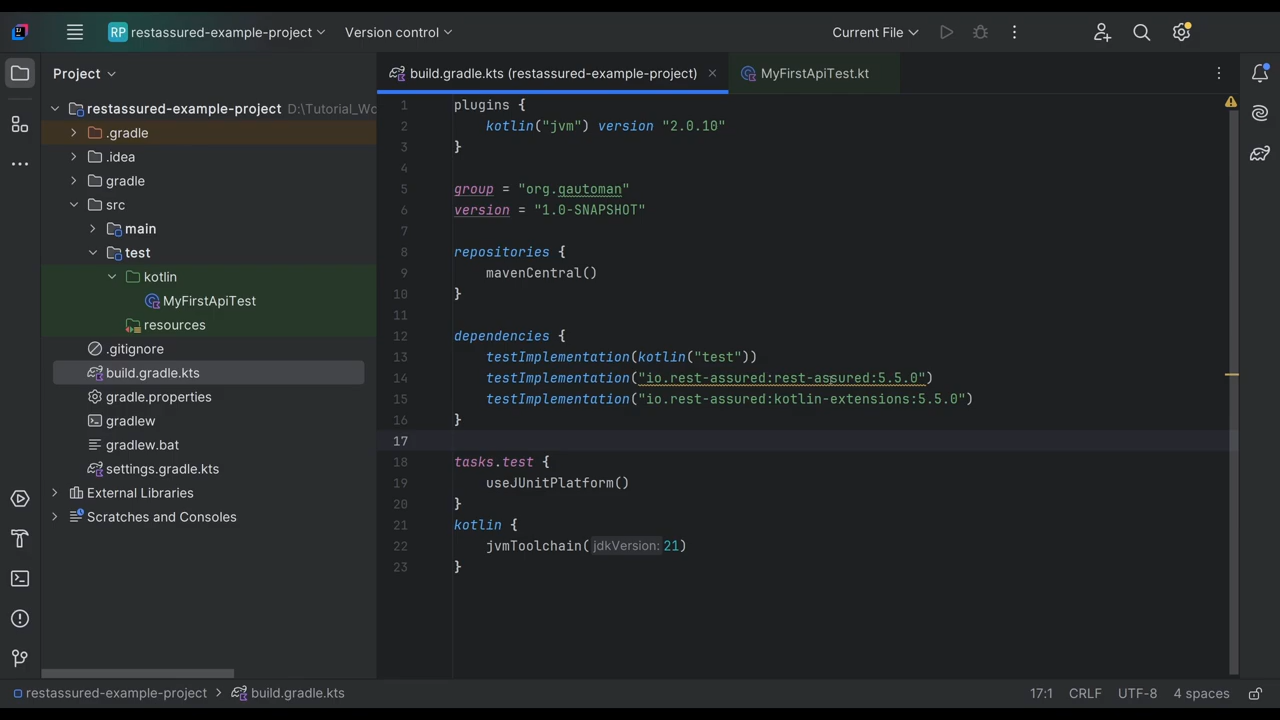 RP restassured-example-project Version control Current File
Project
build.gradle.kts (restassured-example-project)
MyFirstApiTest.kt
restassured-example-project D:\Tutorial_Wo
.gradle
.idea
gradle
src
main
test
kotlin
MyFirstApiTest
resources
.gitignore
build.gradle.kts
gradle.properties
gradlew
gradlew.bat
settings.gradle.kts
External Libraries
Scratches and Consoles
1 plugins {
2 kotlin("jvm") version "2.0.10"
3 }
4
5 group = "org.qautoman"
6 version = "1.0-SNAPSHOT"
7
8 repositories {
9 mavenCentral()
10 }
11
12 dependencies {
13 testImplementation(kotlin("test"))
14 testImplementation("io.rest-assured:rest-assured:5.5.0")
15 testImplementation("io.rest-assured:kotlin-extensions:5.5.0")
16 }
17
18 tasks.test {
19 useJUnitPlatform()
20 }
21 kotlin {
22 jvmToolchain( jdkVersion: 21)
23 }
restassured-example-project > build.gradle.kts 17:1 CRLF UTF-8 4 spaces